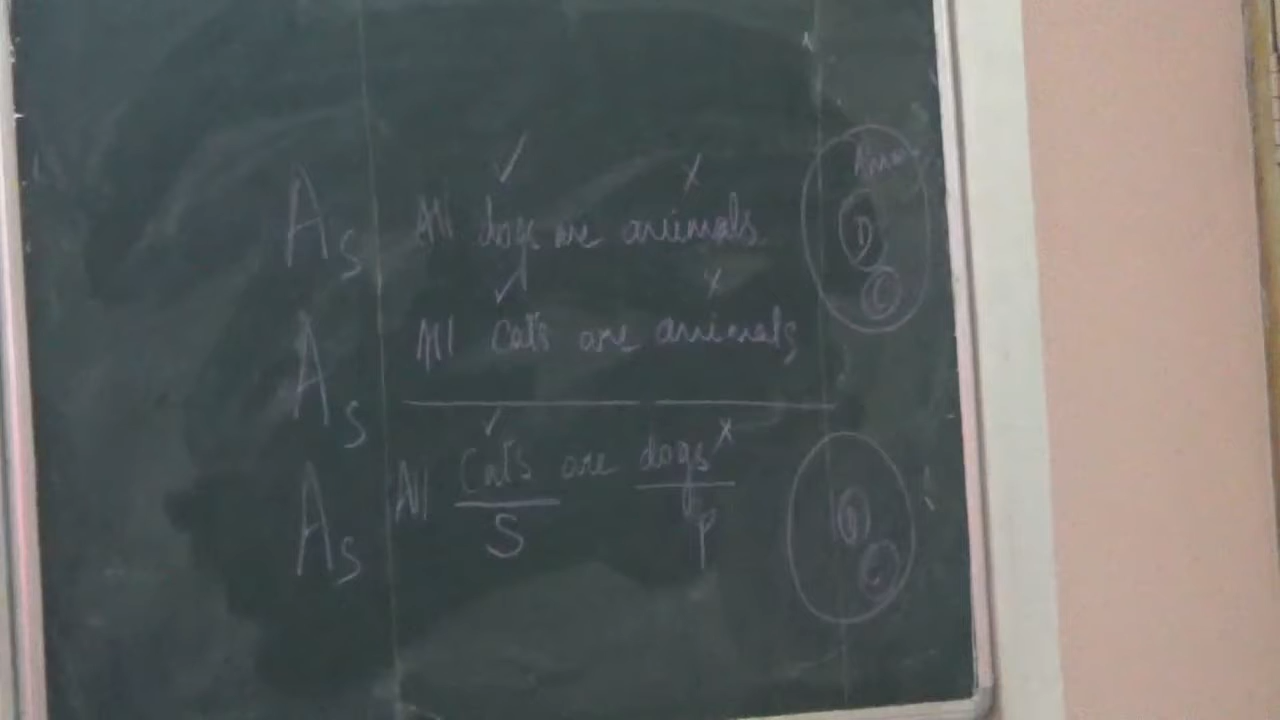 ✓ x
As All dogs are animals
✓ x
As All Cats are animals
✓ x
As All Cats are dogs
S P
D
C
D
C